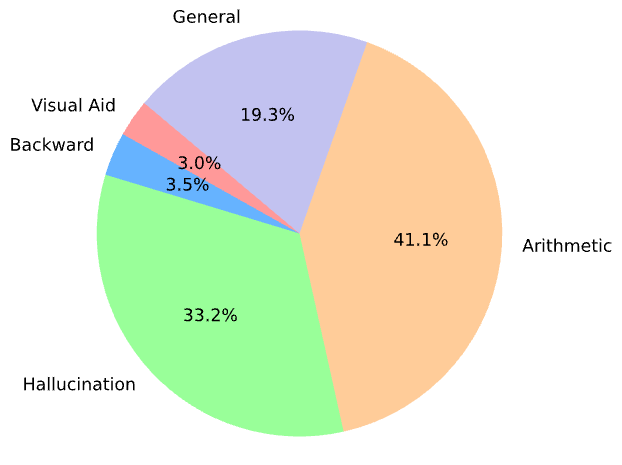 General
19.3%
Visual Aid
Backward
3.0%
3.5%
41.1%
Arithmetic
33.2%
Hallucination